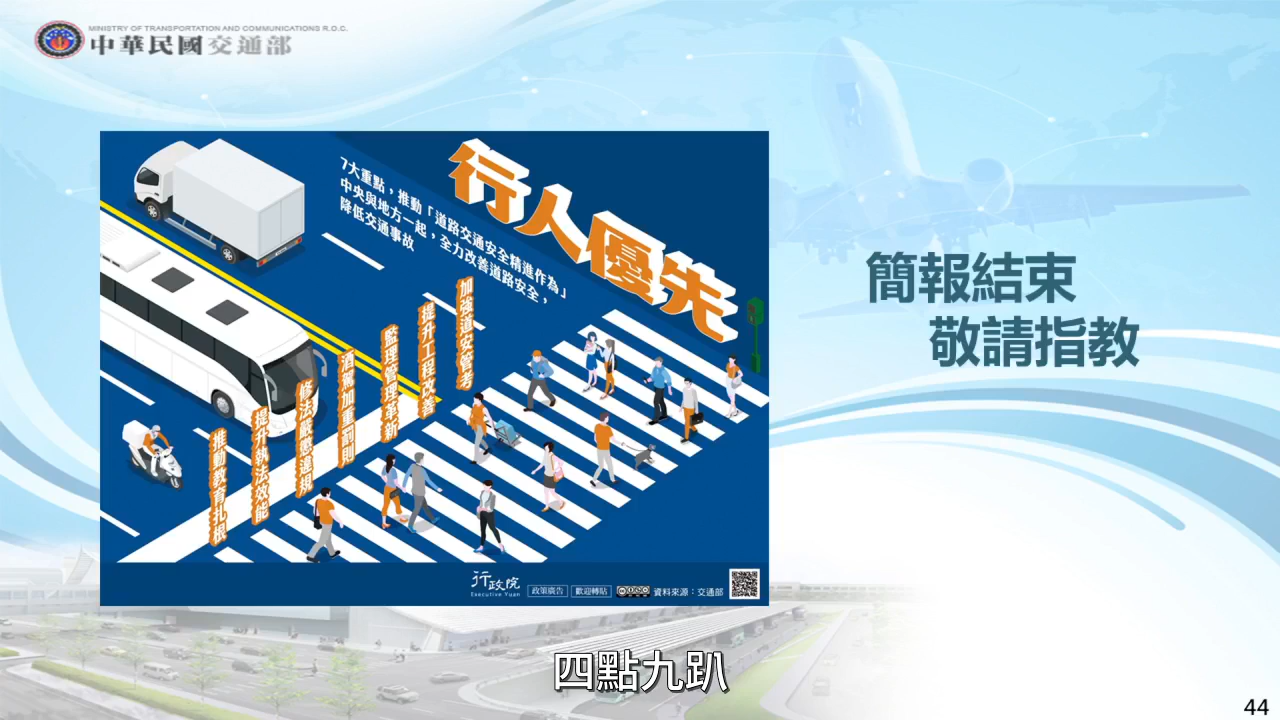 MINISTRY OF TRANSPORTATION AND COMMUNICATIONS R.O.C.
中華民國交通部
行人優先
7大重點，推動「道路交通安全精進作為」
中央與地方一起，全力改善道路安全，
降低交通事故
加強道安管考
提升工程改善
監理管理革新
酒駕加重罰則
修法嚴懲違規
提升執法效能
推動教育扎根
簡報結束
敬請指教
行政院
Executive Yuan
政策廣告
歡迎轉貼
資料來源：交通部
四點九趴
44